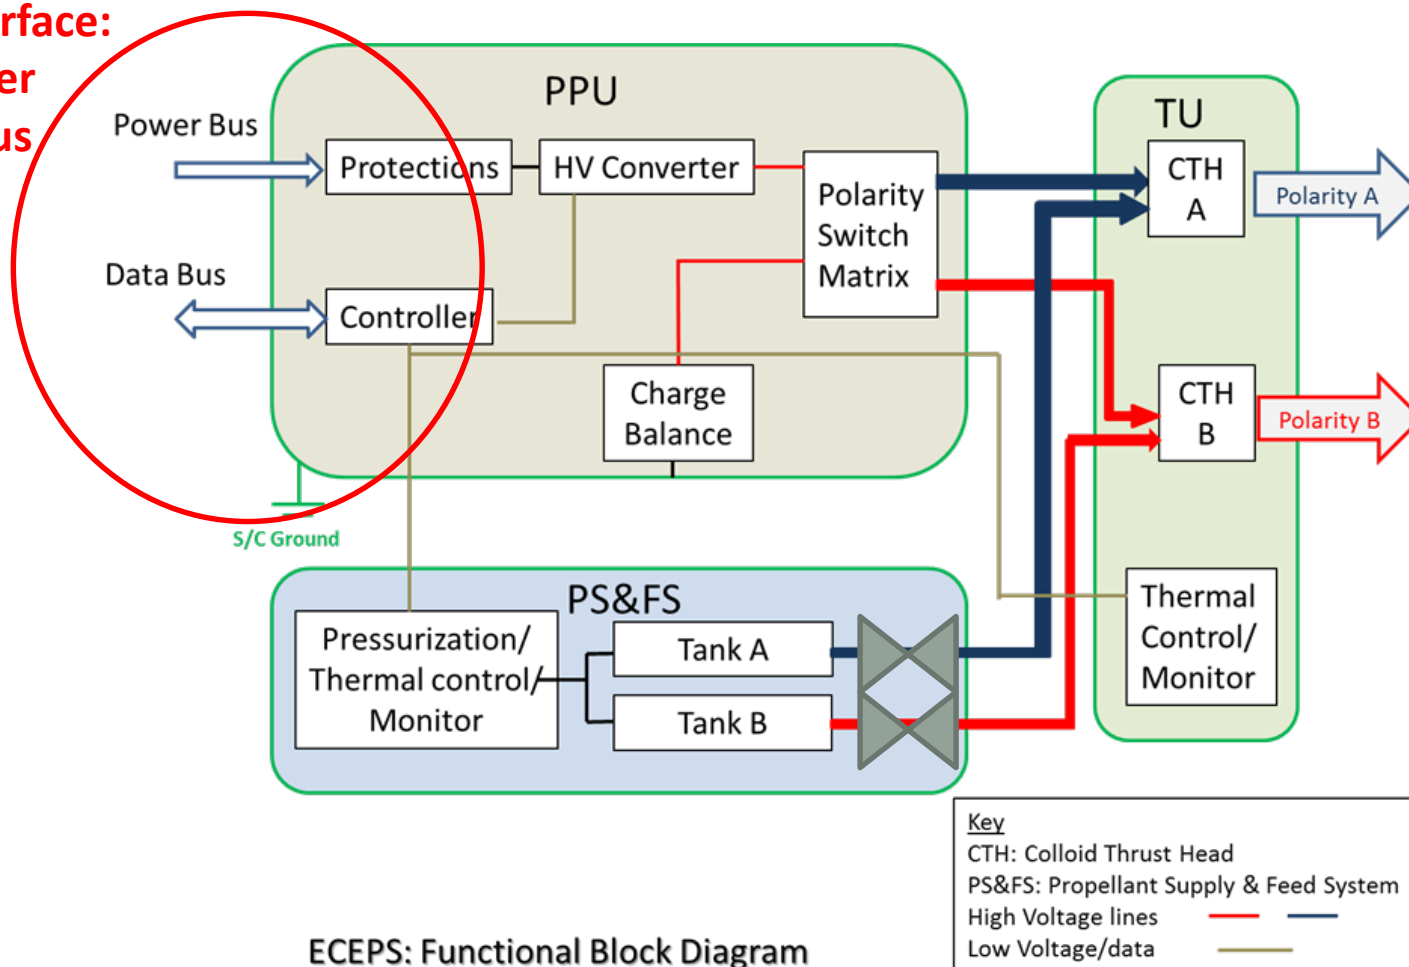 rface:
er
us
PPU
TU
Power Bus
Protections
HV Converter
Polarity
Switch
Matrix
CTH
A
Polarity A
Data Bus
Controller
Charge
Balance
CTH
B
Polarity B
S/C Ground
PS&FS
Pressurization/
Thermal control/
Monitor
Tank A
Tank B
Thermal
Control/
Monitor
Key
CTH: Colloid Thrust Head
PS&FS: Propellant Supply & Feed System
High Voltage lines
Low Voltage/data
ECEPS: Functional Block Diagram